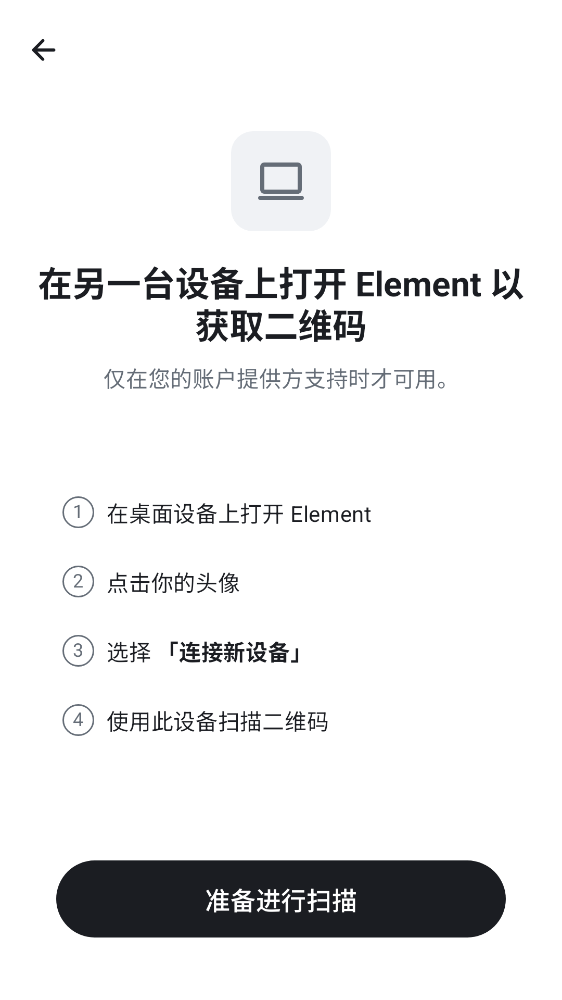 在另一台设备上打开 Element 以
获取二维码
仅在您的账户提供方支持时才可用。
1 在桌面设备上打开 Element
2 点击你的头像
3 选择 「连接新设备」
4 使用此设备扫描二维码
准备进行扫描